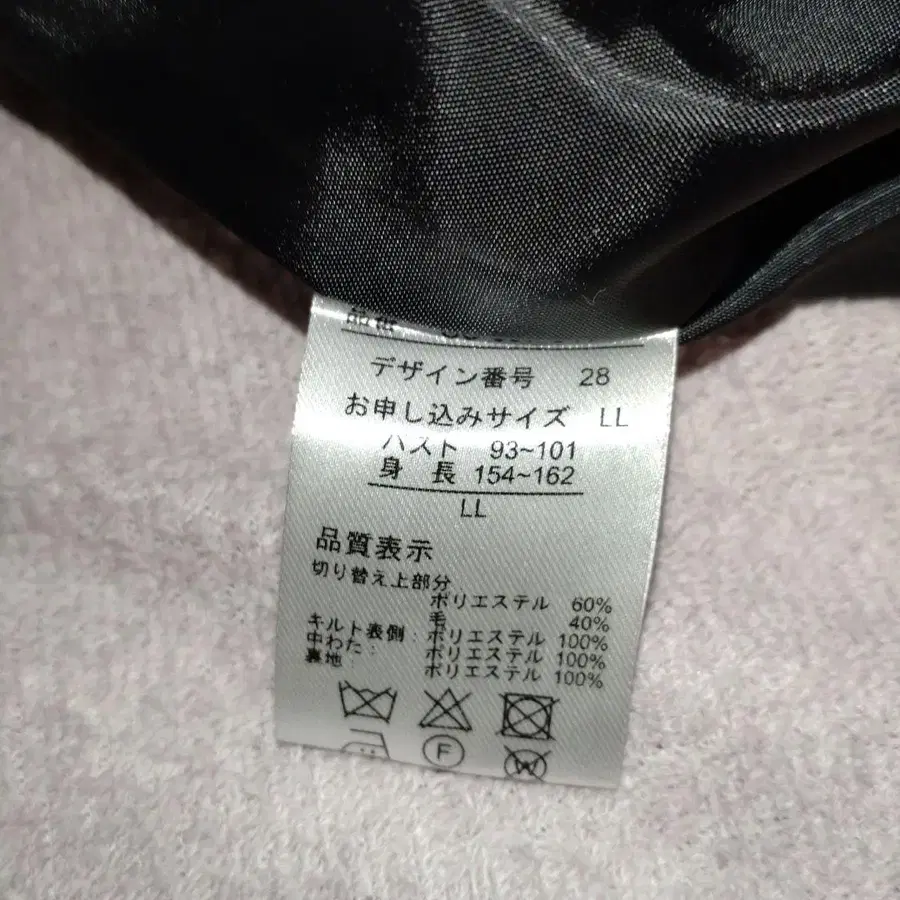 デザイン番号 28
お申し込みサイズ LL
バスト 93~101
身 長 154~162
LL
品質表示
切り替え上部分
ポリエステル 60%
毛 40%
キルト表側: ポリエステル 100%
中わた: ポリエステル 100%
裏地: ポリエステル 100%
F
W